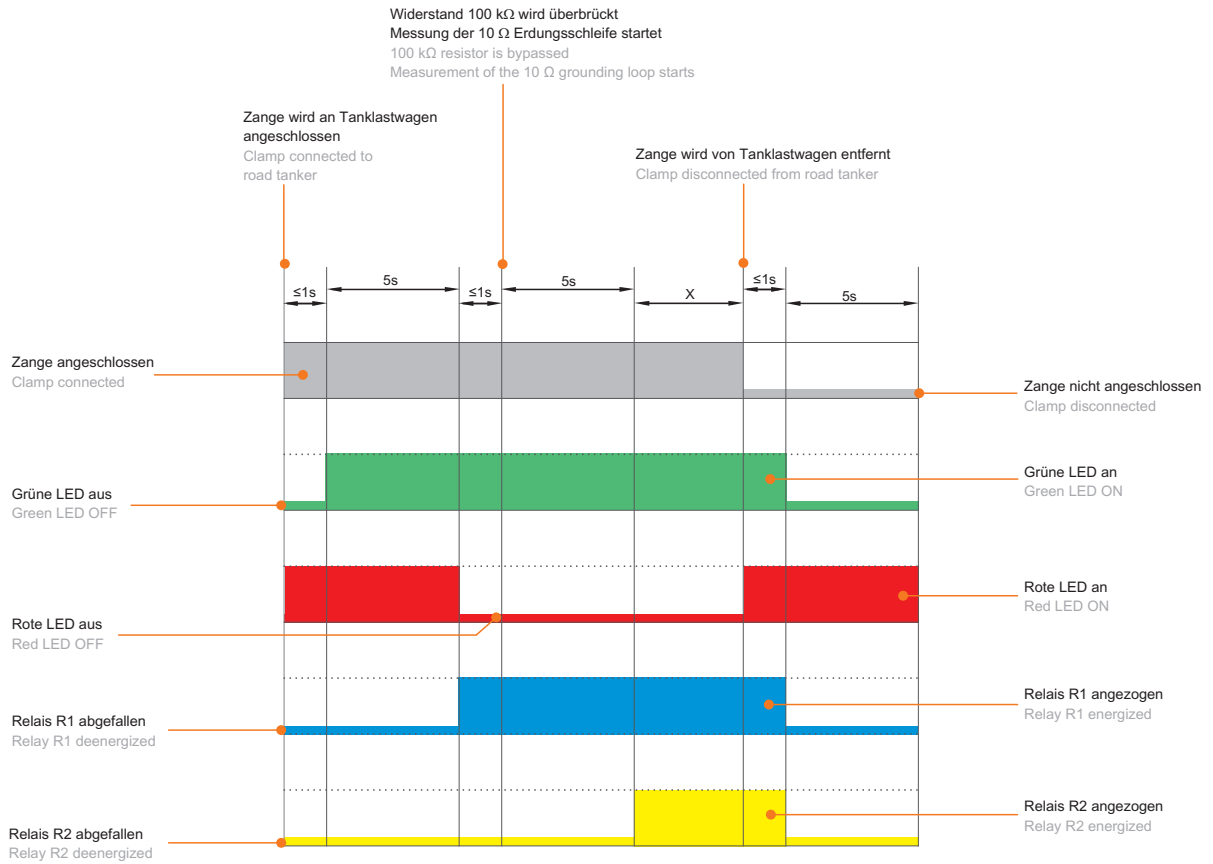 Widerstand 100 kΩ wird überbrückt
Messung der 10 Ω Erdungsschleife startet
100 kΩ resistor is bypassed
Measurement of the 10 Ω grounding loop starts
Zange wird an Tanklastwagen
angeschlossen
Clamp connected to
road tanker
Zange wird von Tanklastwagen entfernt
Clamp disconnected from road tanker
≤1s
5s
≤1s
5s
X
≤1s
5s
Zange angeschlossen
Clamp connected
Zange nicht angeschlossen
Clamp disconnected
Grüne LED aus
Green LED OFF
Grüne LED an
Green LED ON
Rote LED aus
Red LED OFF
Rote LED an
Red LED ON
Relais R1 abgefallen
Relay R1 deenergized
Relais R1 angezogen
Relay R1 energized
Relais R2 abgefallen
Relay R2 deenergized
Relais R2 angezogen
Relay R2 energized